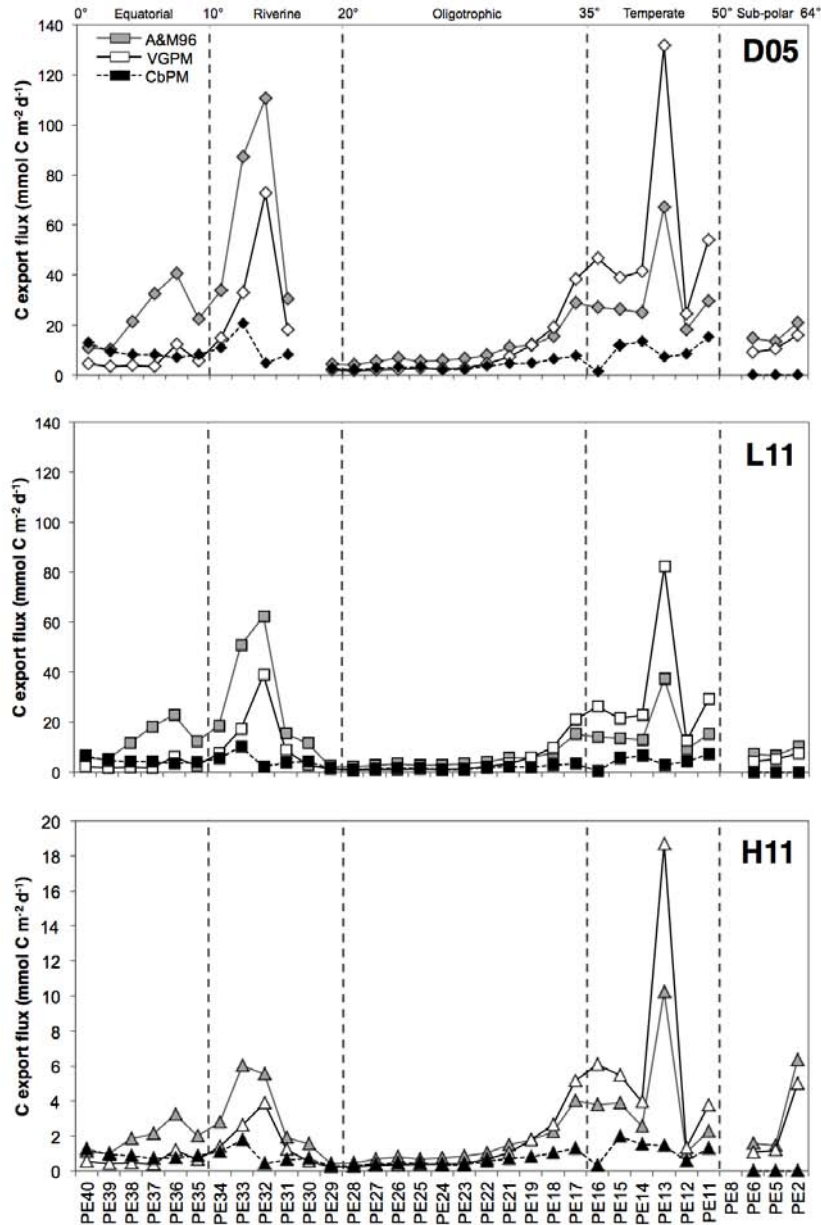 0° Equatorial 10° Riverine 20° Oligotrophic 35° Temperate 50° Sub-polar 64°
A&M96
VGPM
CbPM
D05
C export flux (mmol C m⁻² d⁻¹)
140
120
100
80
60
40
20
0
L11
C export flux (mmol C m⁻² d⁻¹)
140
120
100
80
60
40
20
0
H11
C export flux (mmol C m⁻² d⁻¹)
20
18
16
14
12
10
8
6
4
2
0
PE40 PE39 PE38 PE37 PE36 PE35 PE34 PE33 PE32 PE31 PE30 PE29 PE28 PE27 PE26 PE25 PE24 PE23 PE22 PE21 PE19 PE18 PE17 PE16 PE15 PE14 PE13 PE12 PE11 PE8 PE6 PE5 PE2